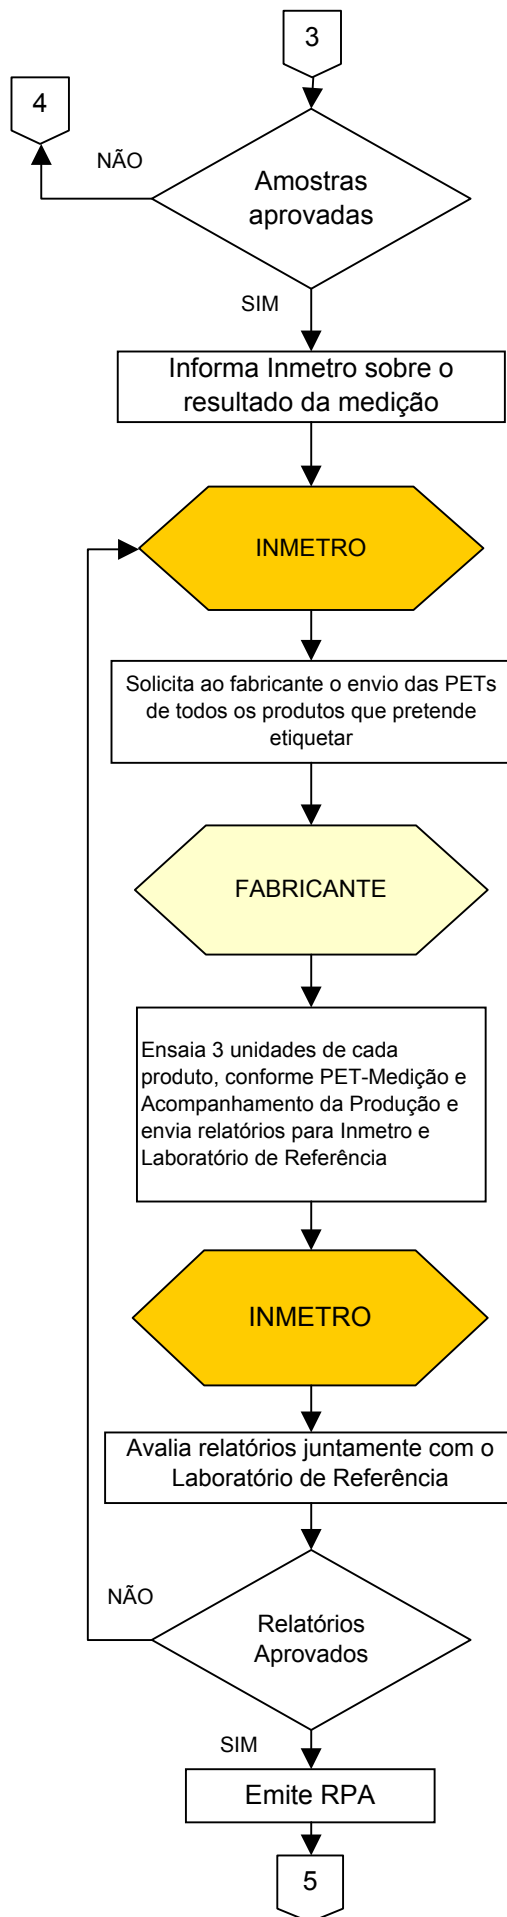 3
4
NÃO
Amostras
aprovadas
SIM
Informa Inmetro sobre o
resultado da medição
INMETRO
Solicita ao fabricante o envio das PETs
de todos os produtos que pretende
etiquetar
FABRICANTE
Ensaia 3 unidades de cada
produto, conforme PET-Medição e
Acompanhamento da Produção e
envia relatórios para Inmetro e
Laboratório de Referência
INMETRO
Avalia relatórios juntamente com o
Laboratório de Referência
NÃO
Relatórios
Aprovados
SIM
Emite RPA
5